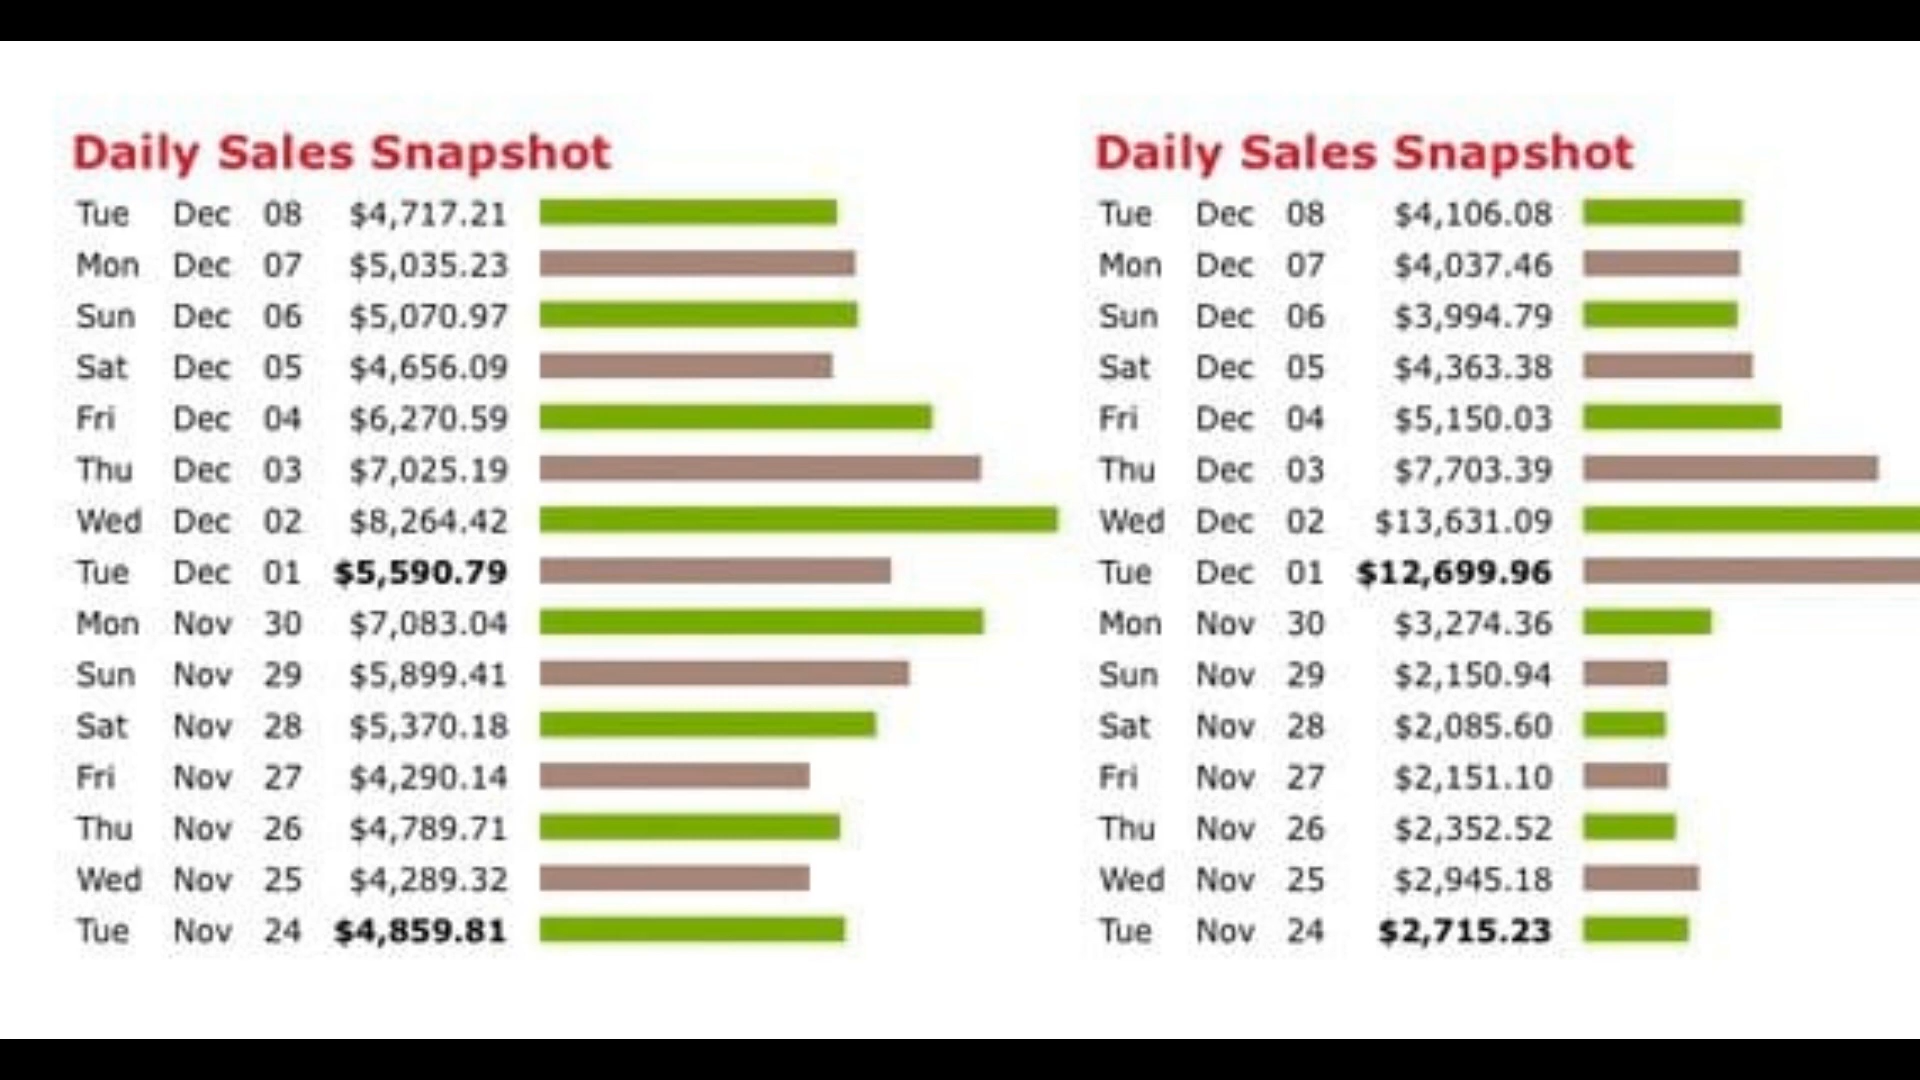 Daily Sales Snapshot
Tue Dec 08 $4,717.21
Mon Dec 07 $5,035.23
Sun Dec 06 $5,070.97
Sat Dec 05 $4,656.09
Fri Dec 04 $6,270.59
Thu Dec 03 $7,025.19
Wed Dec 02 $8,264.42
Tue Dec 01 $5,590.79
Mon Nov 30 $7,083.04
Sun Nov 29 $5,899.41
Sat Nov 28 $5,370.18
Fri Nov 27 $4,290.14
Thu Nov 26 $4,789.71
Wed Nov 25 $4,289.32
Tue Nov 24 $4,859.81
Daily Sales Snapshot
Tue Dec 08 $4,106.08
Mon Dec 07 $4,037.46
Sun Dec 06 $3,994.79
Sat Dec 05 $4,363.38
Fri Dec 04 $5,150.03
Thu Dec 03 $7,703.39
Wed Dec 02 $13,631.09
Tue Dec 01 $12,699.96
Mon Nov 30 $3,274.36
Sun Nov 29 $2,150.94
Sat Nov 28 $2,085.60
Fri Nov 27 $2,151.10
Thu Nov 26 $2,352.52
Wed Nov 25 $2,945.18
Tue Nov 24 $2,715.23